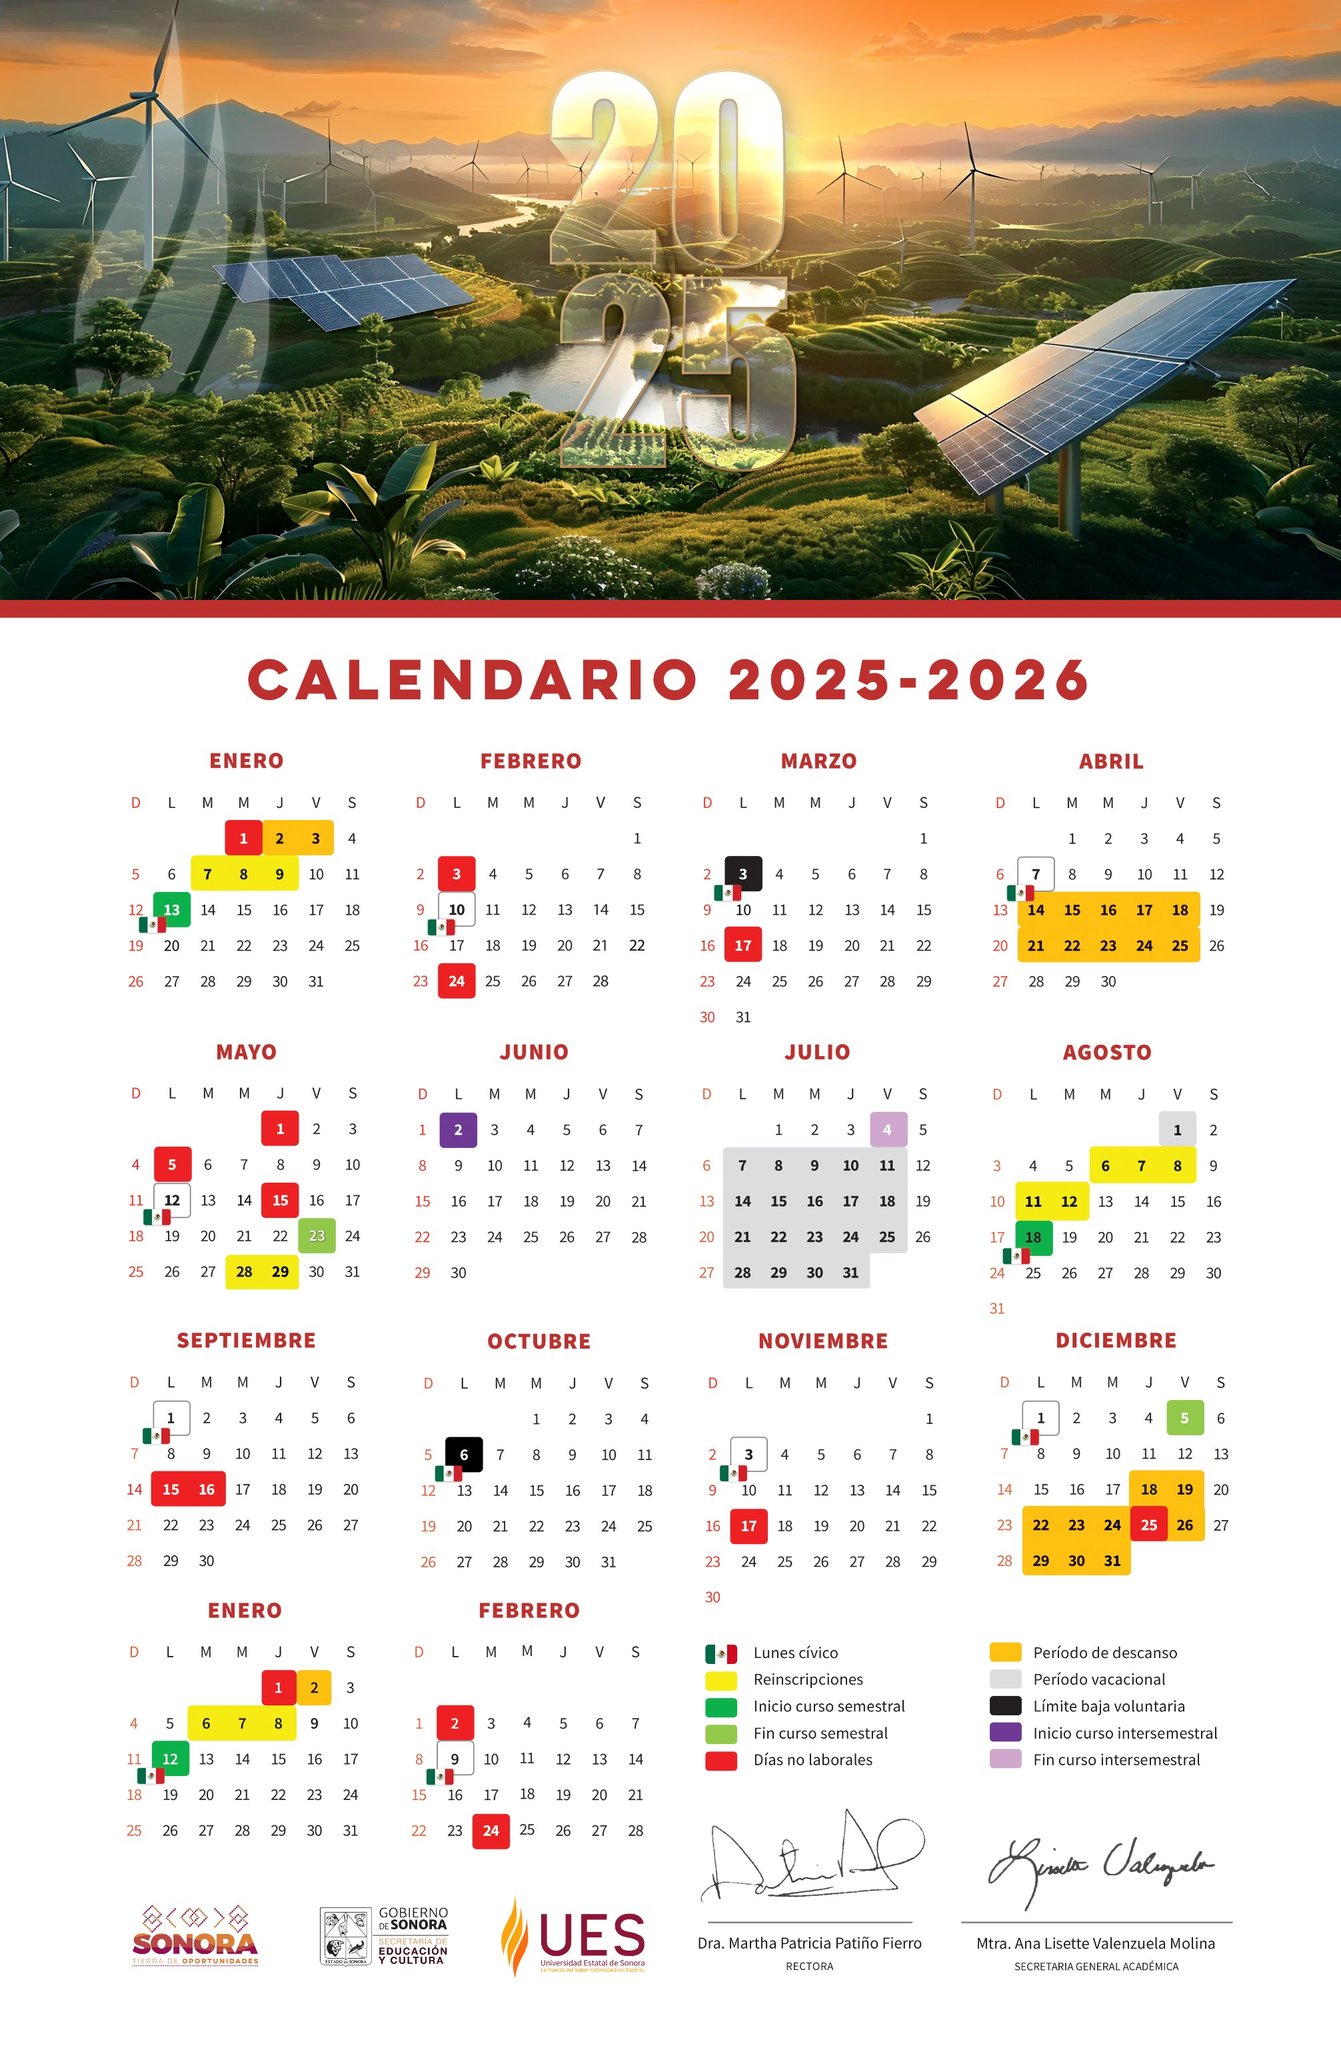 20
25
CALENDARIO 2025-2026
ENERO
D L M M J V S
1 2 3 4
5 6 7 8 9 10 11
12 13 14 15 16 17 18
19 20 21 22 23 24 25
26 27 28 29 30 31
FEBRERO
D L M M J V S
1
2 3 4 5 6 7 8
9 10 11 12 13 14 15
16 17 18 19 20 21 22
23 24 25 26 27 28
MARZO
D L M M J V S
1
2 3 4 5 6 7 8
9 10 11 12 13 14 15
16 17 18 19 20 21 22
23 24 25 26 27 28 29
30 31
ABRIL
D L M M J V S
1 2 3 4 5
6 7 8 9 10 11 12
13 14 15 16 17 18 19
20 21 22 23 24 25 26
27 28 29 30
MAYO
D L M M J V S
1 2 3
4 5 6 7 8 9 10
11 12 13 14 15 16 17
18 19 20 21 22 23 24
25 26 27 28 29 30 31
JUNIO
D L M M J V S
1 2 3 4 5 6 7
8 9 10 11 12 13 14
15 16 17 18 19 20 21
22 23 24 25 26 27 28
29 30
JULIO
D L M M J V S
1 2 3 4 5
6 7 8 9 10 11 12
13 14 15 16 17 18 19
20 21 22 23 24 25 26
27 28 29 30 31
AGOSTO
D L M M J V S
1 2
3 4 5 6 7 8 9
10 11 12 13 14 15 16
17 18 19 20 21 22 23
24 25 26 27 28 29 30
31
SEPTIEMBRE
D L M M J V S
1 2 3 4 5 6
7 8 9 10 11 12 13
14 15 16 17 18 19 20
21 22 23 24 25 26 27
28 29 30
OCTUBRE
D L M M J V S
1 2 3 4
5 6 7 8 9 10 11
12 13 14 15 16 17 18
19 20 21 22 23 24 25
26 27 28 29 30 31
NOVIEMBRE
D L M M J V S
1
2 3 4 5 6 7 8
9 10 11 12 13 14 15
16 17 18 19 20 21 22
23 24 25 26 27 28 29
30
DICIEMBRE
D L M M J V S
1 2 3 4 5 6
7 8 9 10 11 12 13
14 15 16 17 18 19 20
23 22 23 24 25 26 27
28 29 30 31
ENERO
D L M M J V S
1 2 3
4 5 6 7 8 9 10
11 12 13 14 15 16 17
18 19 20 21 22 23 24
25 26 27 28 29 30 31
FEBRERO
D L M M J V S
1 2 3 4 5 6 7
8 9 10 11 12 13 14
15 16 17 18 19 20 21
22 23 24 25 26 27 28
Lunes cívico
Reinscripciones
Inicio curso semestral
Fin curso semestral
Días no laborales
Período de descanso
Período vacacional
Límite baja voluntaria
Inicio curso intersemestral
Fin curso intersemestral
SONORA
TIERRA DE OPORTUNIDADES
ESTADO DE SONORA
GOBIERNO
DE SONORA
SECRETARÍA DE
EDUCACIÓN
Y CULTURA
UES
Universidad Estatal de Sonora
La Fuerza del Saber Estimulará mi Espíritu
Lisette Valenzuela
Dra. Martha Patricia Patiño Fierro
RECTORA
Mtra. Ana Lisette Valenzuela Molina
SECRETARIA GENERAL ACADÉMICA